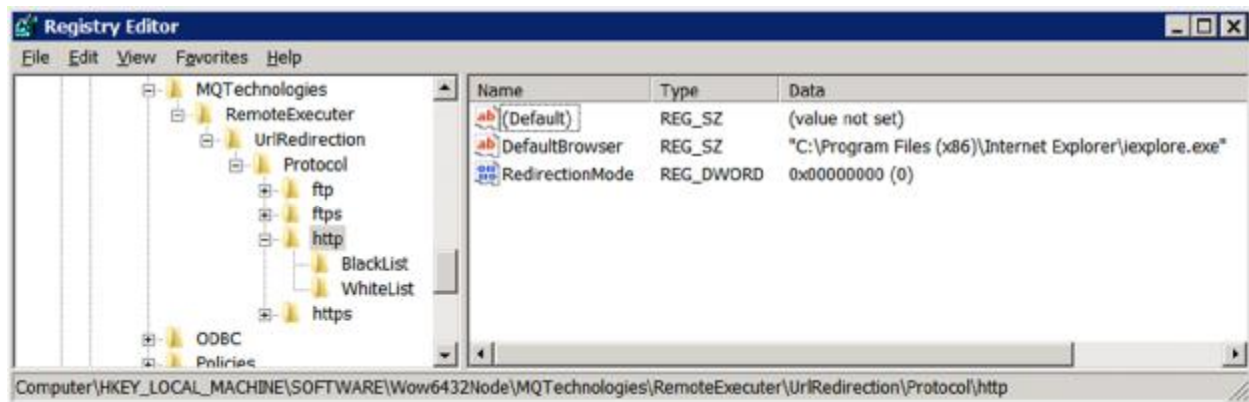 Registry Editor
File Edit View Favorites Help
MQTechnologies
RemoteExecuter
UrlRedirection
Protocol
ftp
ftps
http
BlackList
WhiteList
https
ODBC
Policies
Name Type Data
ab (Default) REG_SZ (value not set)
ab DefaultBrowser REG_SZ "C:\Program Files (x86)\Internet Explorer\iexplore.exe"
RedirectionMode REG_DWORD 0x00000000 (0)
Computer\HKEY_LOCAL_MACHINE\SOFTWARE\Wow6432Node\MQTechnologies\RemoteExecuter\UrlRedirection\Protocol\http